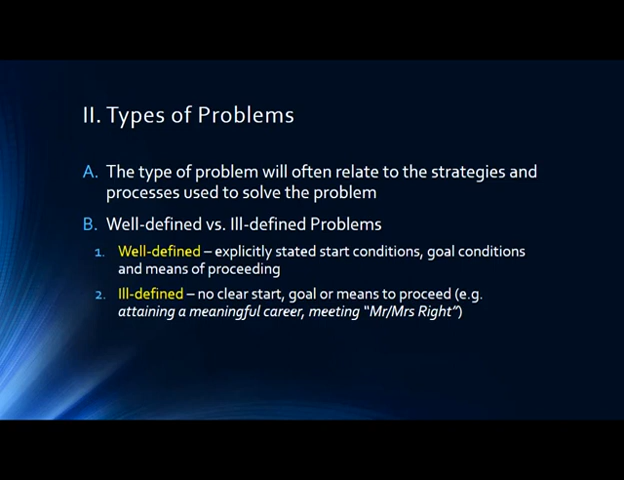 II. Types of Problems
A. The type of problem will often relate to the strategies and
processes used to solve the problem
B. Well-defined vs. Ill-defined Problems
1. Well-defined – explicitly stated start conditions, goal conditions
and means of proceeding
2. Ill-defined – no clear start, goal or means to proceed (e.g.
attaining a meaningful career, meeting “Mr/Mrs Right”)